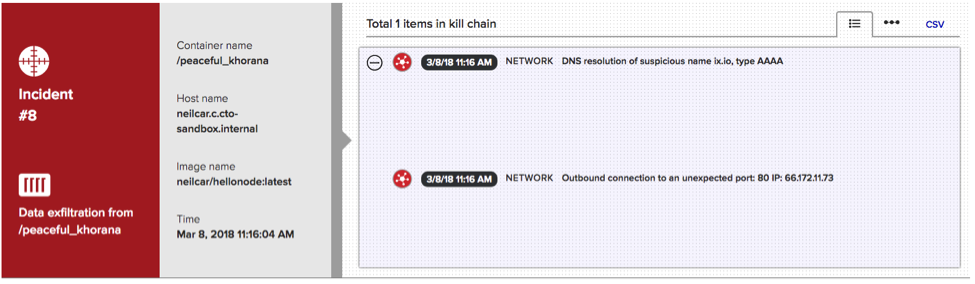 Incident
#8
Data exfiltration from
/peaceful_khorana
Container name
/peaceful_khorana
Host name
neilcar.c.cto-
sandbox.internal
Image name
neilcar/hellonode:latest
Time
Mar 8, 2018 11:16:04 AM
Total 1 items in kill chain
CSV
3/8/18 11:16 AM NETWORK DNS resolution of suspicious name ix.io, type AAAA
3/8/18 11:16 AM NETWORK Outbound connection to an unexpected port: 80 IP: 66.172.11.73